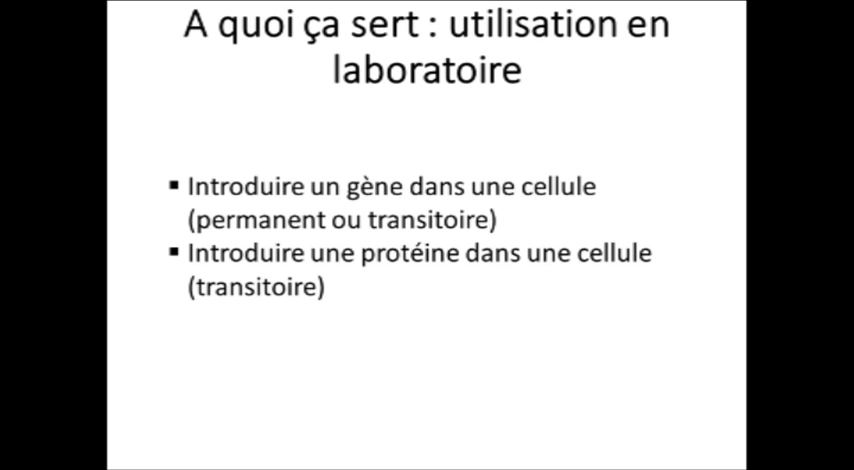 A quoi ça sert : utilisation en
laboratoire
▪ Introduire un gène dans une cellule
(permanent ou transitoire)
▪ Introduire une protéine dans une cellule
(transitoire)